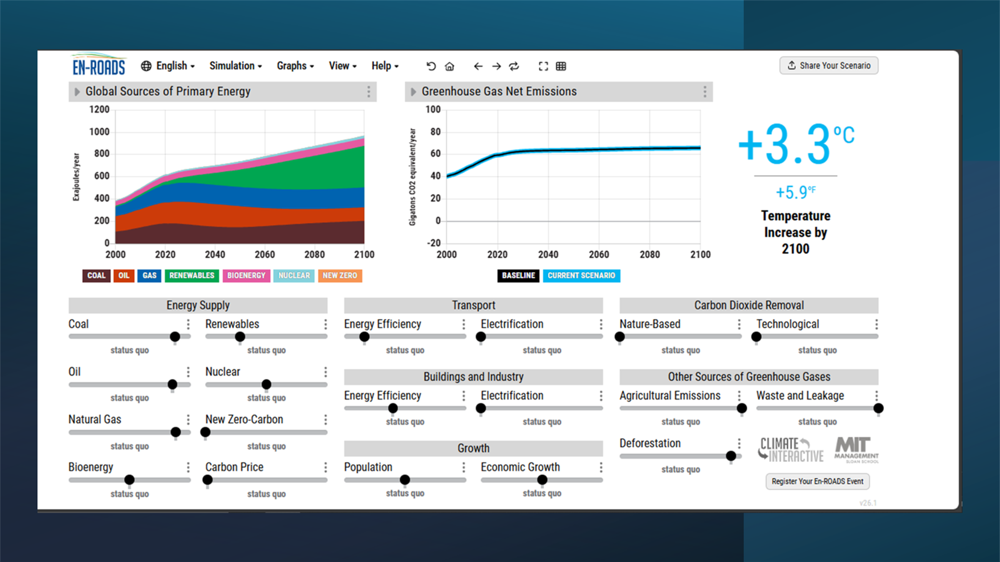 EN-ROADS
English
Simulation
Graphs
View
Help
Share Your Scenario
Global Sources of Primary Energy
Exajoules/year
1200
1000
800
600
400
200
0
2000 2020 2040 2060 2080 2100
COAL OIL GAS RENEWABLES BIOENERGY NUCLEAR NEW ZERO
Greenhouse Gas Net Emissions
Gigatons CO2 equivalent/year
100
80
60
40
20
0
-20
2000 2020 2040 2060 2080 2100
BASELINE CURRENT SCENARIO
+3.3°C
+5.9°F
Temperature
Increase by
2100
Energy Supply
Coal
status quo
Renewables
status quo
Oil
status quo
Nuclear
status quo
Natural Gas
status quo
New Zero-Carbon
status quo
Bioenergy
status quo
Carbon Price
status quo
Transport
Energy Efficiency
status quo
Electrification
status quo
Buildings and Industry
Energy Efficiency
status quo
Electrification
status quo
Growth
Population
status quo
Economic Growth
status quo
Carbon Dioxide Removal
Nature-Based
status quo
Technological
status quo
Other Sources of Greenhouse Gases
Agricultural Emissions
status quo
Waste and Leakage
status quo
Deforestation
status quo
CLIMATE
INTERACTIVE
MIT
MANAGEMENT
SLOAN SCHOOL
Register Your En-ROADS Event
v26.1